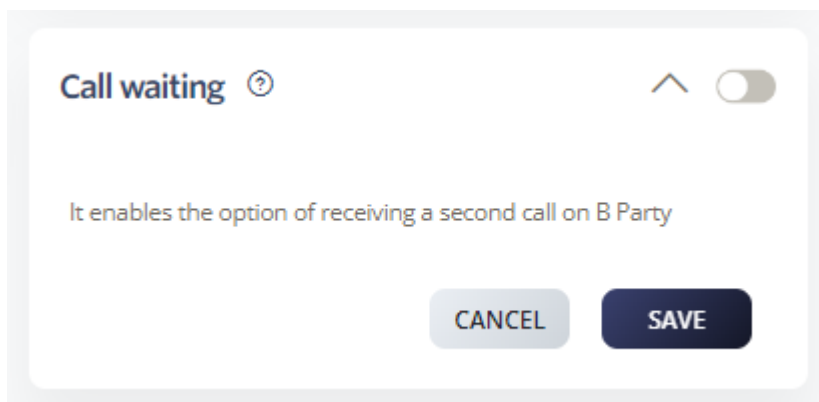 Call waiting ?
It enables the option of receiving a second call on B Party
CANCEL SAVE